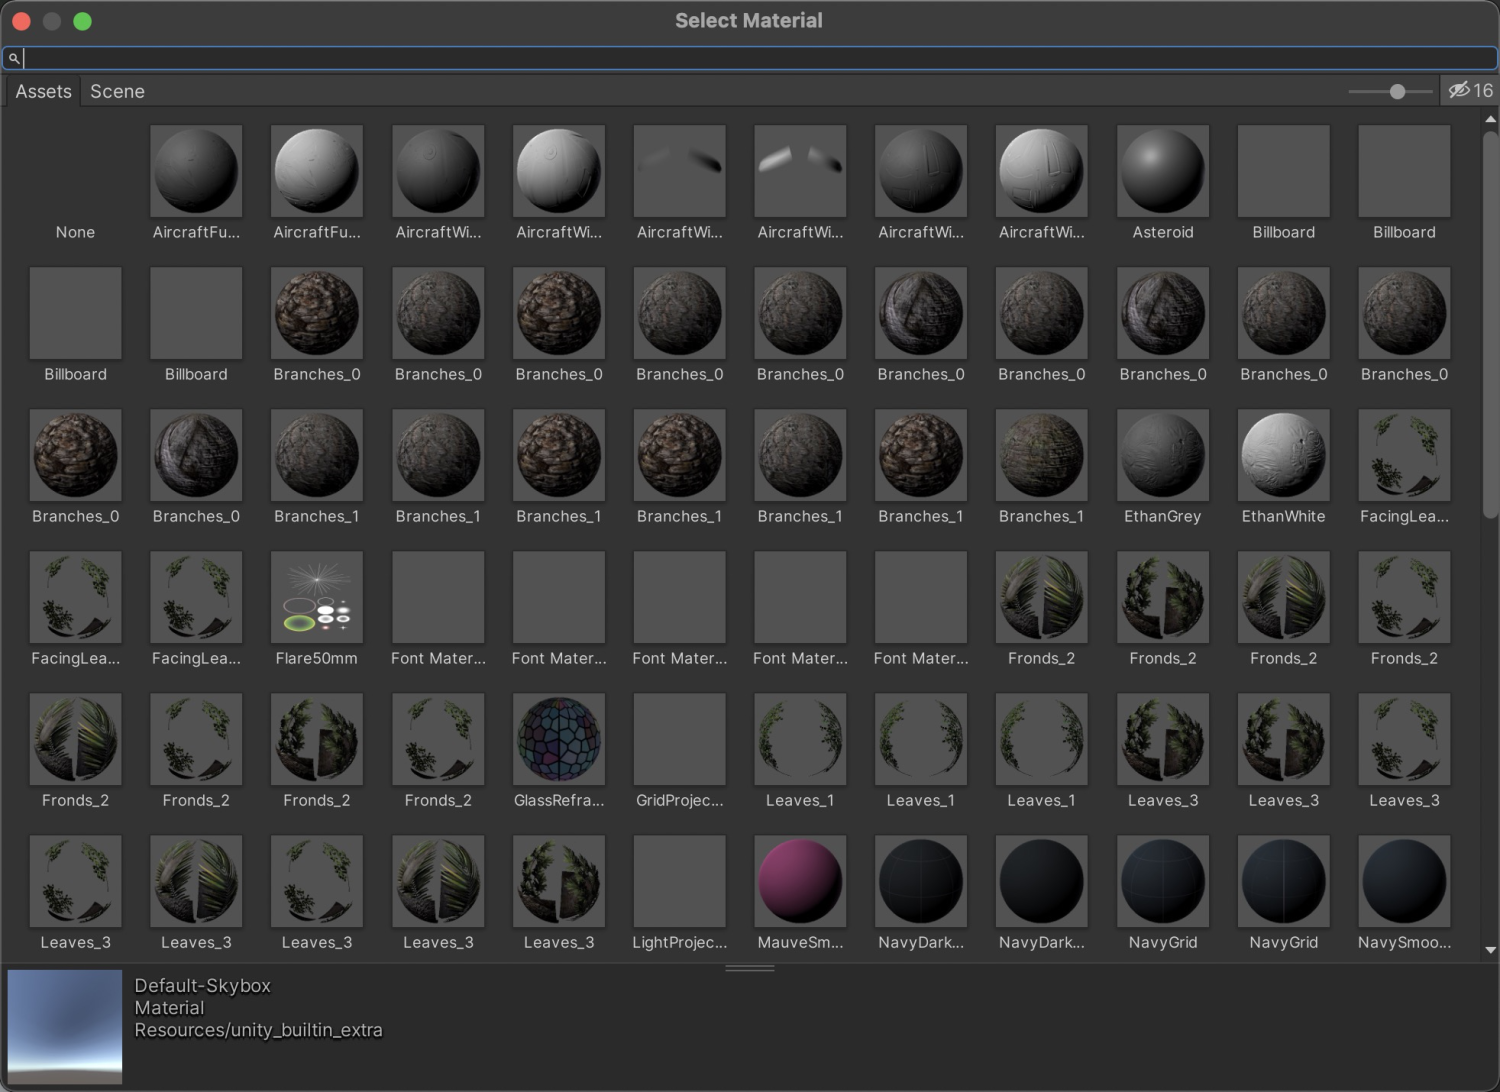 Select Material
Assets Scene 16
None AircraftFu... AircraftFu... AircraftWi... AircraftWi... AircraftWi... AircraftWi... AircraftWi... AircraftWi... Asteroid Billboard Billboard
Billboard Billboard Branches_0 Branches_0 Branches_0 Branches_0 Branches_0 Branches_0 Branches_0 Branches_0 Branches_0 Branches_0
Branches_0 Branches_0 Branches_1 Branches_1 Branches_1 Branches_1 Branches_1 Branches_1 Branches_1 EthanGrey EthanWhite FacingLea...
FacingLea... FacingLea... Flare50mm Font Mater... Font Mater... Font Mater... Font Mater... Font Mater... Fronds_2 Fronds_2 Fronds_2 Fronds_2
Fronds_2 Fronds_2 Fronds_2 Fronds_2 GlassRefra... GridProjec... Leaves_1 Leaves_1 Leaves_1 Leaves_3 Leaves_3 Leaves_3
Leaves_3 Leaves_3 Leaves_3 Leaves_3 Leaves_3 LightProjec... MauveSm... NavyDark... NavyDark... NavyGrid NavyGrid NavySmoo...
Default-Skybox
Material
Resources/unity_builtin_extra